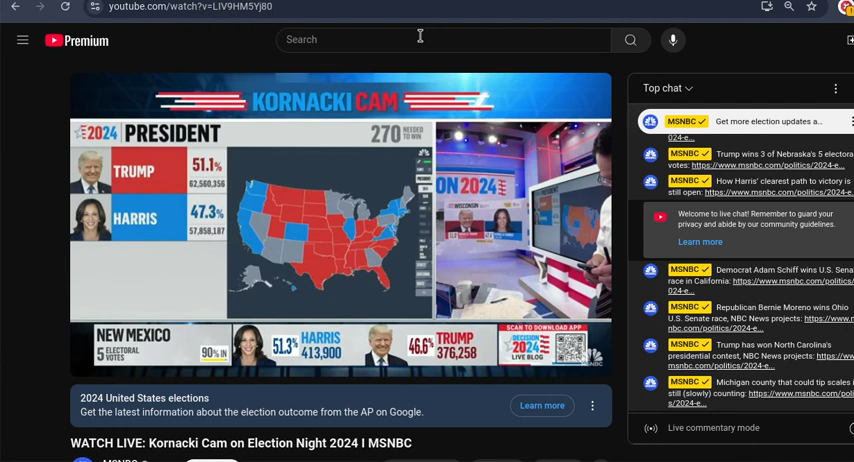 youtube.com/watch?v=LIV9HM5Yj80
Premium
Search
KORNACKI CAM
2024 PRESIDENT
270 NEEDED TO WIN
TRUMP 51.1%
62,560,356
HARRIS 47.3%
57,858,187
ON 2024
WISCONSIN
NEW MEXICO
5 ELECTORAL VOTES
90% IN
51.3% HARRIS 413,900
46.6% TRUMP 376,258
SCAN TO DOWNLOAD APP
DECISION 2024
LIVE BLOG
MSNBC
2024 United States elections
Get the latest information about the election outcome from the AP on Google.
Learn more
WATCH LIVE: Kornacki Cam on Election Night 2024 I MSNBC
Top chat
MSNBC Get more election updates a...
024-e...
MSNBC Trump wins 3 of Nebraska's 5 electora
votes: https://www.msnbc.com/politics/2024-e...
MSNBC How Harris' clearest path to victory is
still open: https://www.msnbc.com/politics/2024-e...
Welcome to live chat! Remember to guard your
privacy and abide by our community guidelines.
Learn more
MSNBC Democrat Adam Schiff wins U.S. Sena
race in California: https://www.msnbc.com/politics/
024-e...
MSNBC Republican Bernie Moreno wins Ohio
U.S. Senate race, NBC News projects: https://www.n
nbc.com/politics/2024-e...
MSNBC Trump has won North Carolina's
presidential contest, NBC News projects: https://ww
msnbc.com/politics/2024-e...
MSNBC Michigan county that could tip scales i
still (slowly) counting: https://www.msnbc.com/politic
s/2024-e...
Live commentary mode